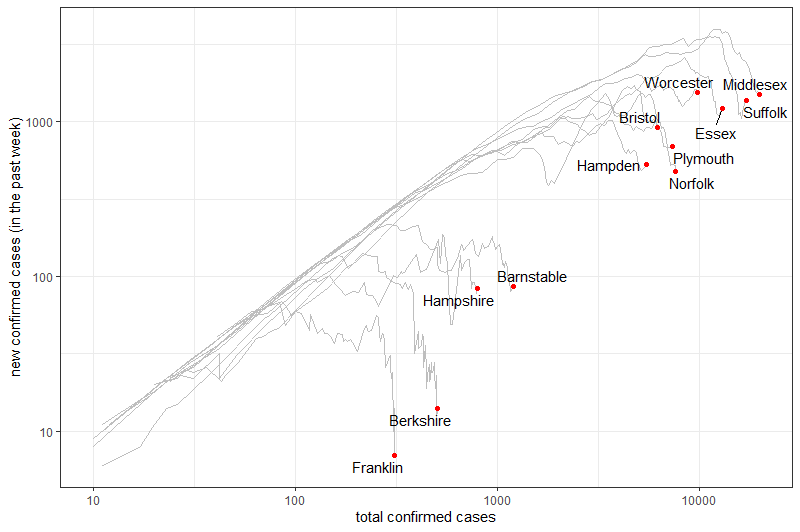 new confirmed cases (in the past week)
1000
100
10
Worcester
Middlesex
Suffolk
Bristol
Essex
Plymouth
Hampden
Norfolk
Barnstable
Hampshire
Berkshire
Franklin
10 100 1000 10000
total confirmed cases